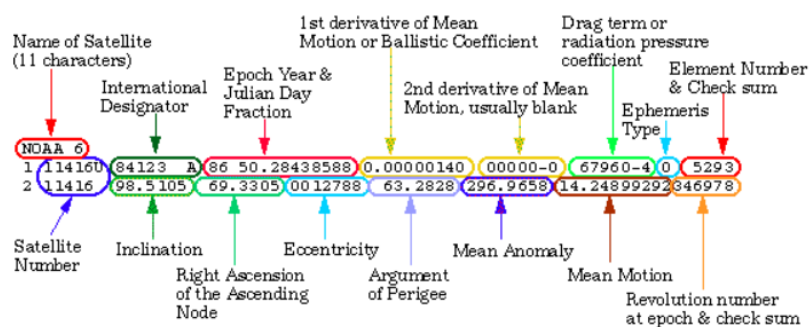 Name of Satellite
(11 characters)
International
Designator
Epoch Year &
Julian Day
Fraction
1st derivative of Mean
Motion or Ballistic Coefficient
2nd derivative of Mean
Motion, usually blank
Drag term or
radiation pressure
coefficient
Ephemeris
Type
Element Number
& Check sum
NOAA 6
1 11416U 84123 A 86 50.28438588 0.00000140 00000-0 67960-4 0 5293
2 11416 98.5105 69.3305 0012788 63.2828 296.9658 14.24899292346978
Satellite
Number
Inclination
Right Ascension
of the Ascending
Node
Eccentricity
Argument
of Perigee
Mean Anomaly
Mean Motion
Revolution number
at epoch & check sum